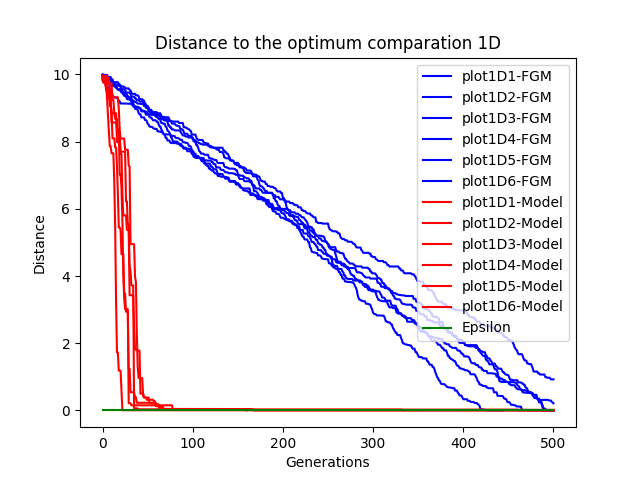 Distance to the optimum comparation 1D
10
8
6
4
2
0
Distance
0
100
200
300
400
500
Generations
plot1D1-FGM
plot1D2-FGM
plot1D3-FGM
plot1D4-FGM
plot1D5-FGM
plot1D6-FGM
plot1D1-Model
plot1D2-Model
plot1D3-Model
plot1D4-Model
plot1D5-Model
plot1D6-Model
Epsilon